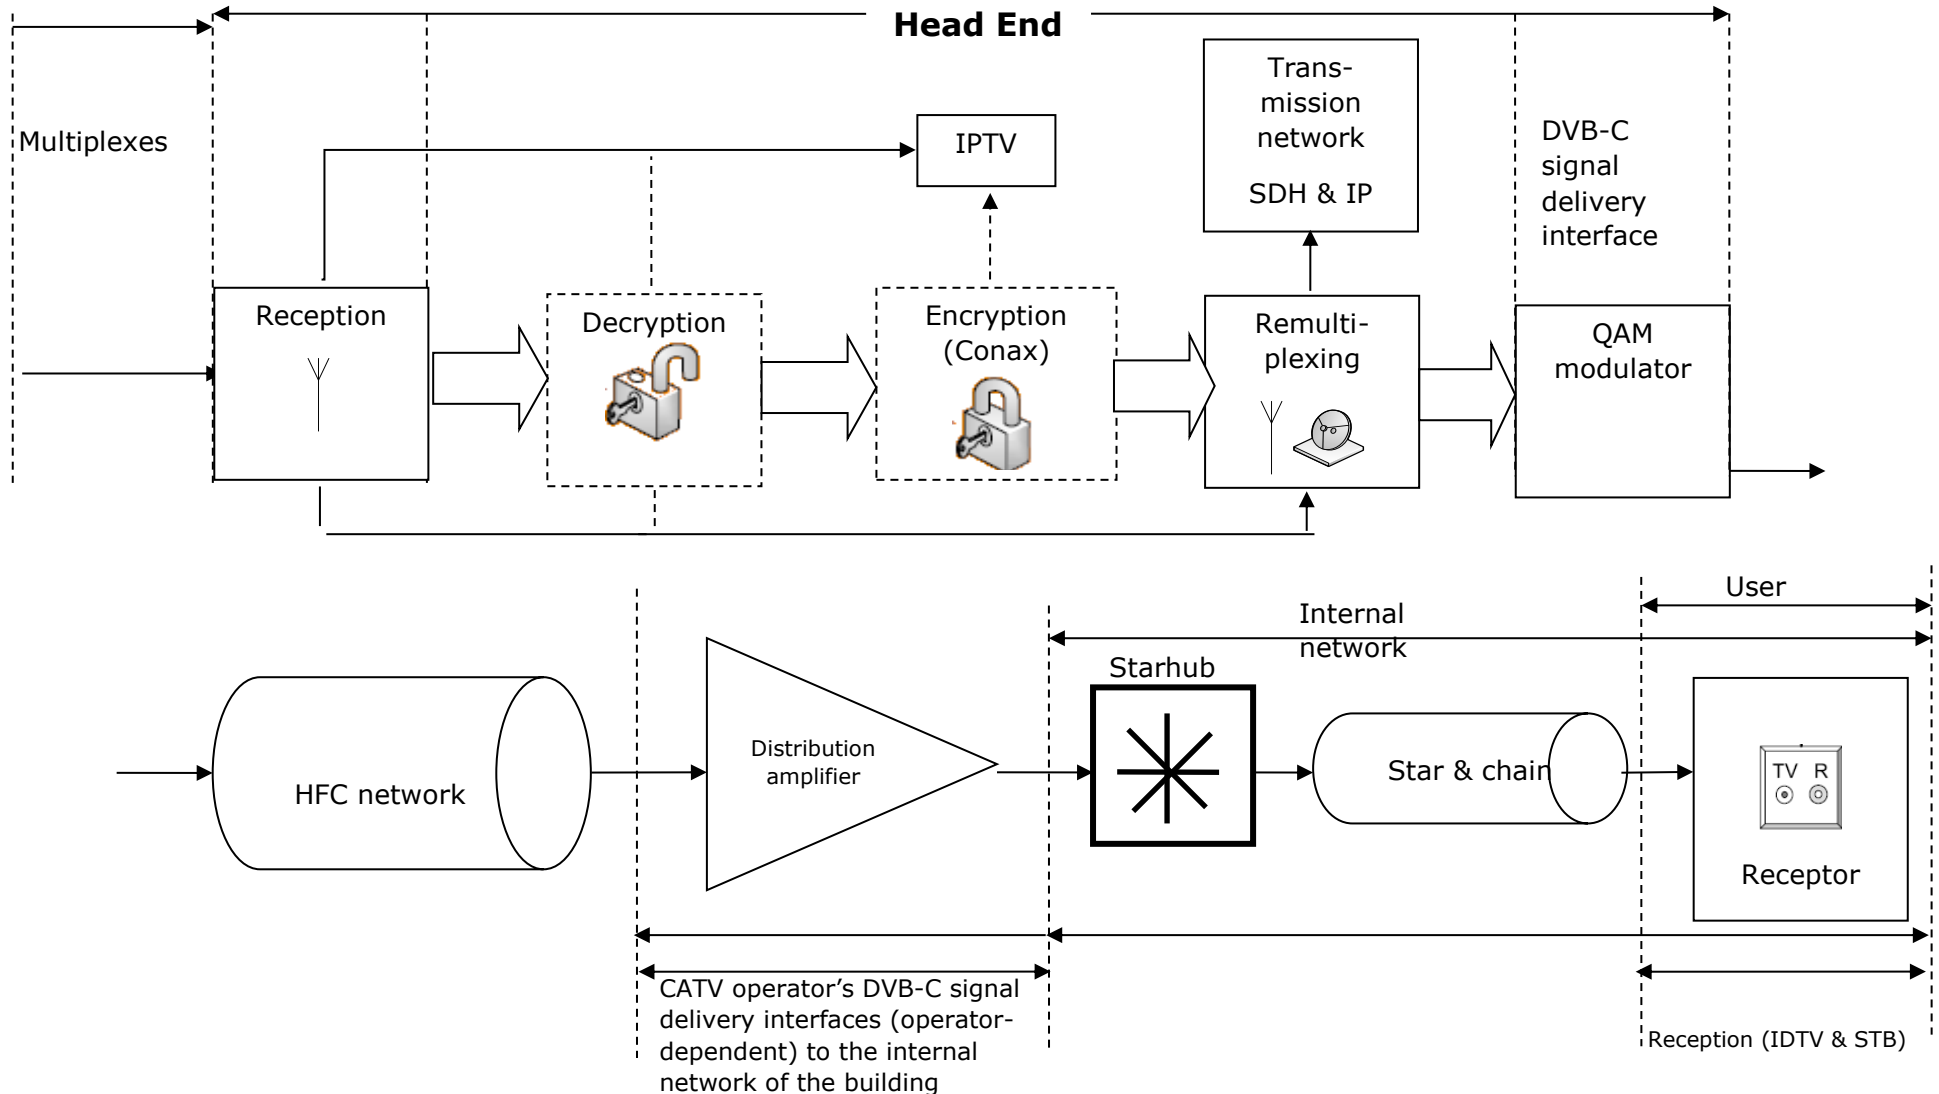 Head End
Multiplexes
IPTV
Trans-
mission
network
SDH & IP
DVB-C
signal
delivery
interface
Reception
Decryption
Encryption
(Conax)
Remulti-
plexing
QAM
modulator
User
Internal
network
Starhub
HFC network
Distribution
amplifier
Star & chain
TV R
Receptor
CATV operator’s DVB-C signal
delivery interfaces (operator-
dependent) to the internal
network of the building
Reception (IDTV & STB)